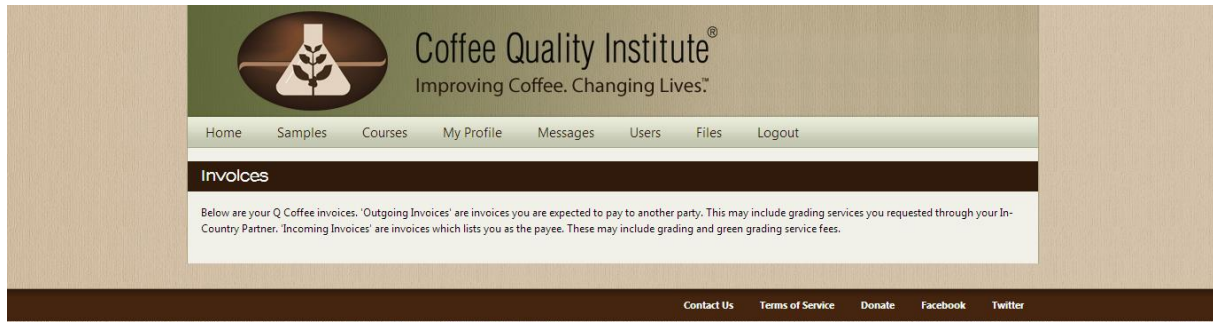 Coffee Quality Institute®
Improving Coffee. Changing Lives.™
Home Samples Courses My Profile Messages Users Files Logout
Invoices
Below are your Q Coffee invoices. 'Outgoing Invoices' are invoices you are expected to pay to another party. This may include grading services you requested through your In-
Country Partner. 'Incoming Invoices' are invoices which lists you as the payee. These may include grading and green grading service fees.
Contact Us Terms of Service Donate Facebook Twitter